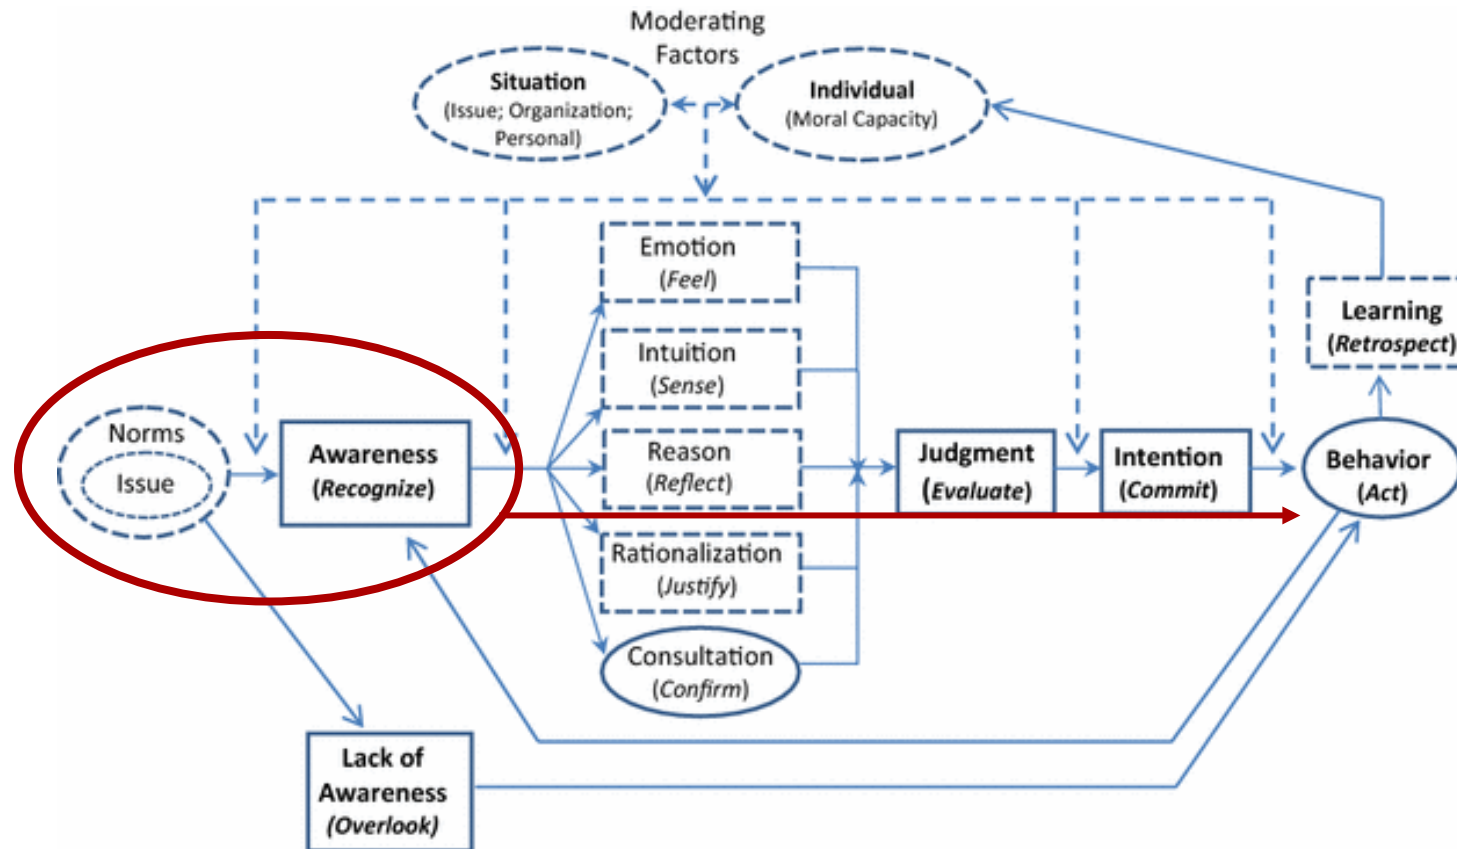 Moderating
Factors
Situation
(Issue; Organization;
Personal)
Individual
(Moral Capacity)
Emotion
(Feel)
Intuition
(Sense)
Reason
(Reflect)
Rationalization
(Justify)
Consultation
(Confirm)
Norms
Issue
Awareness
(Recognize)
Judgment
(Evaluate)
Intention
(Commit)
Behavior
(Act)
Learning
(Retrospect)
Lack of
Awareness
(Overlook)